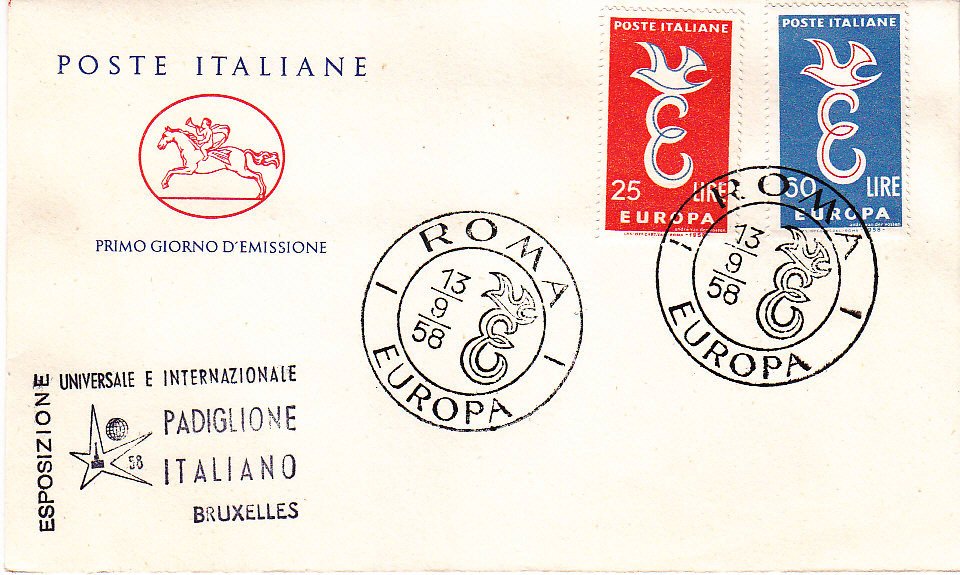 POSTE ITALIANE
PRIMO GIORNO D'EMISSIONE
POSTE ITALIANE
25 LIRE
EUROPA
POSTE ITALIANE
60 LIRE
EUROPA
ROMA
13
9
58
EUROPA
ROMA
13
9
58
EUROPA
ESPOSIZIONE
UNIVERSALE E INTERNAZIONALE
58
PADIGLIONE
ITALIANO
BRUXELLES